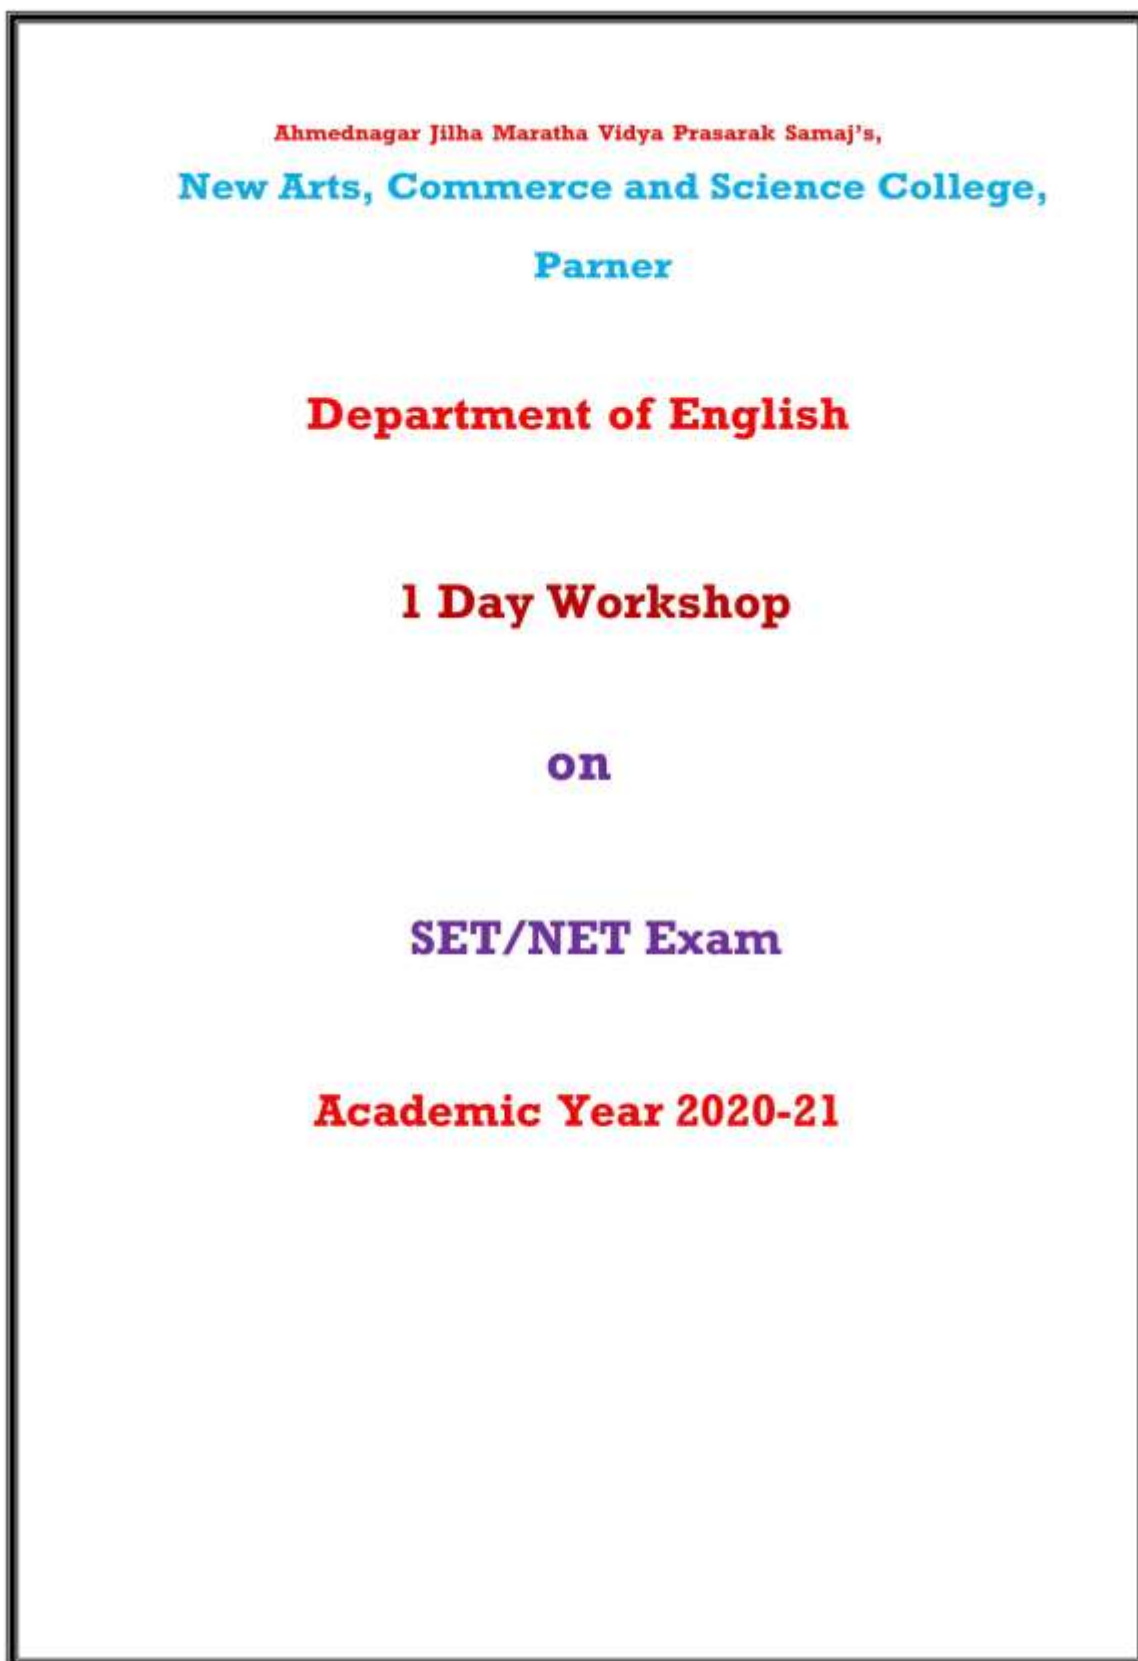 Ahmednagar Jilha Maratha Vidya Prasarak Samaj's,
New Arts, Commerce and Science College,
Parner
Department of English
1 Day Workshop
on
SET/NET Exam
Academic Year 2020-21